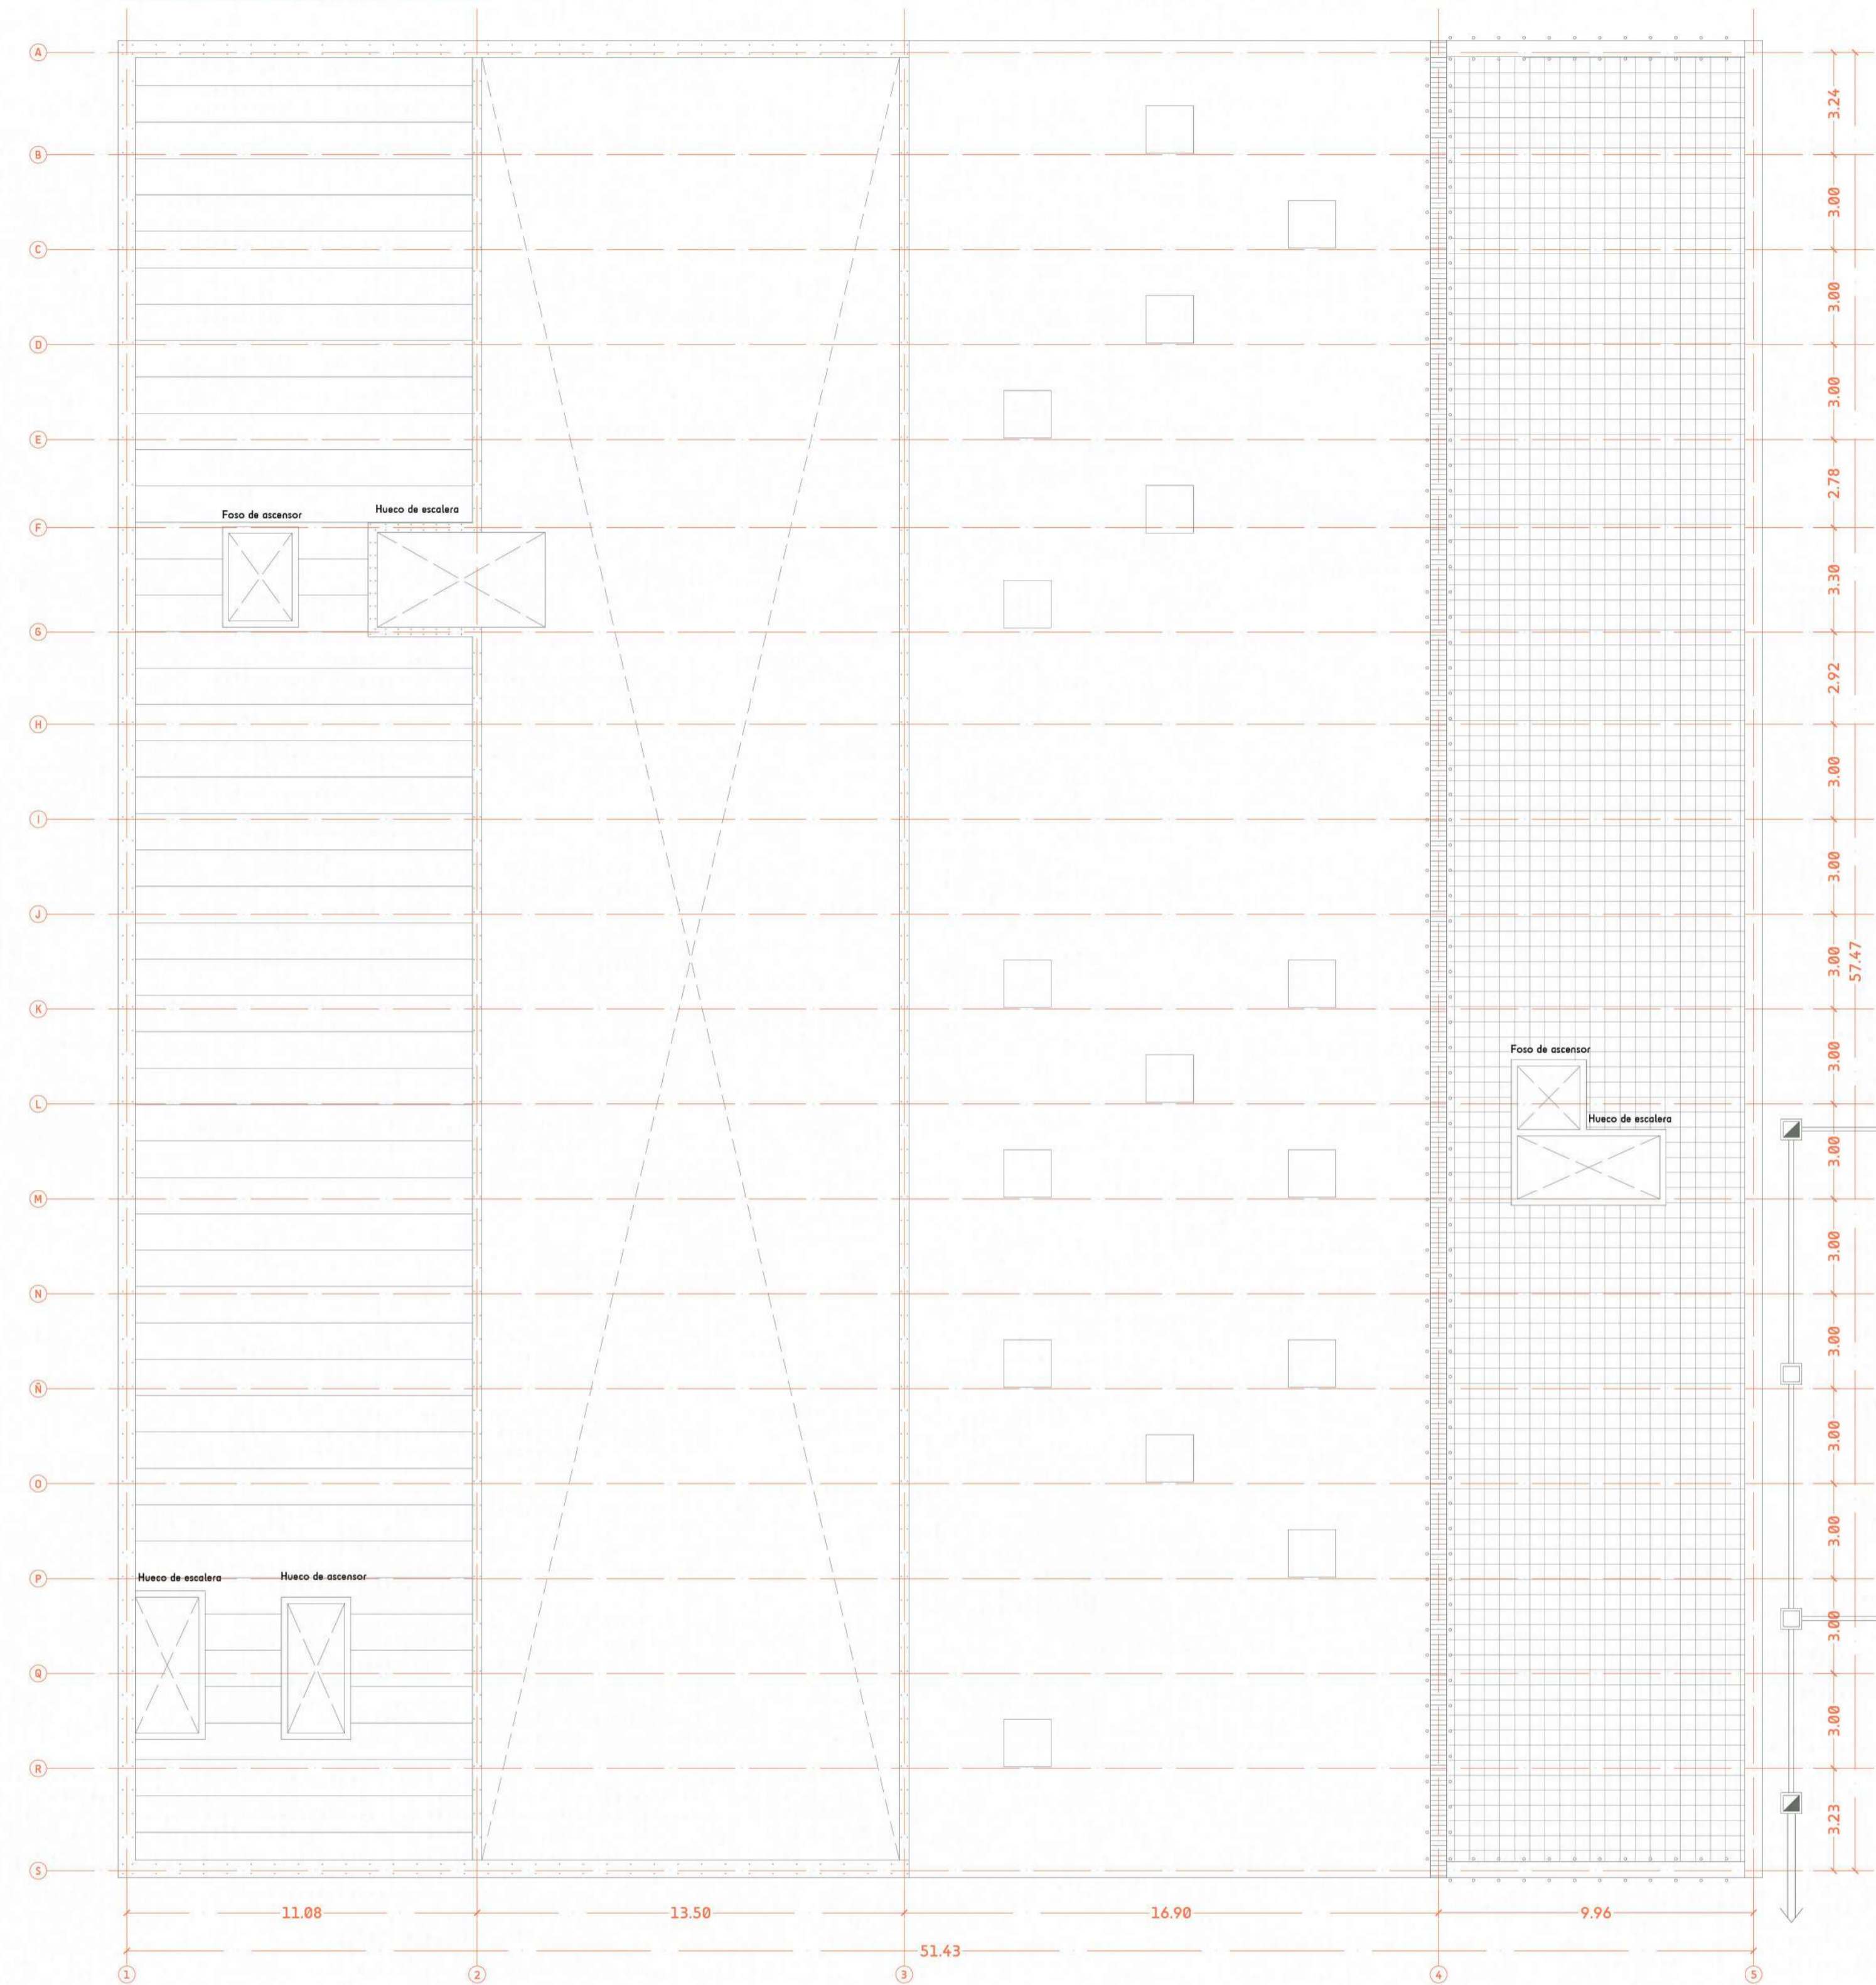 A
3.24
B
3.00
C
3.00
D
3.00
E
2.78
Foso de ascensor
Hueco de escalera
F
3.30
G
2.92
H
3.00
I
3.00
J
3.00
57.47
K
3.00
Foso de ascensor
L
Hueco de escalera
3.00
M
3.00
N
3.00
Ñ
3.00
O
3.00
P
Hueco de escalera
Hueco de ascensor
3.00
Q
3.00
R
3.23
S
11.08
13.50
16.90
9.96
51.43
1
2
3
4
5